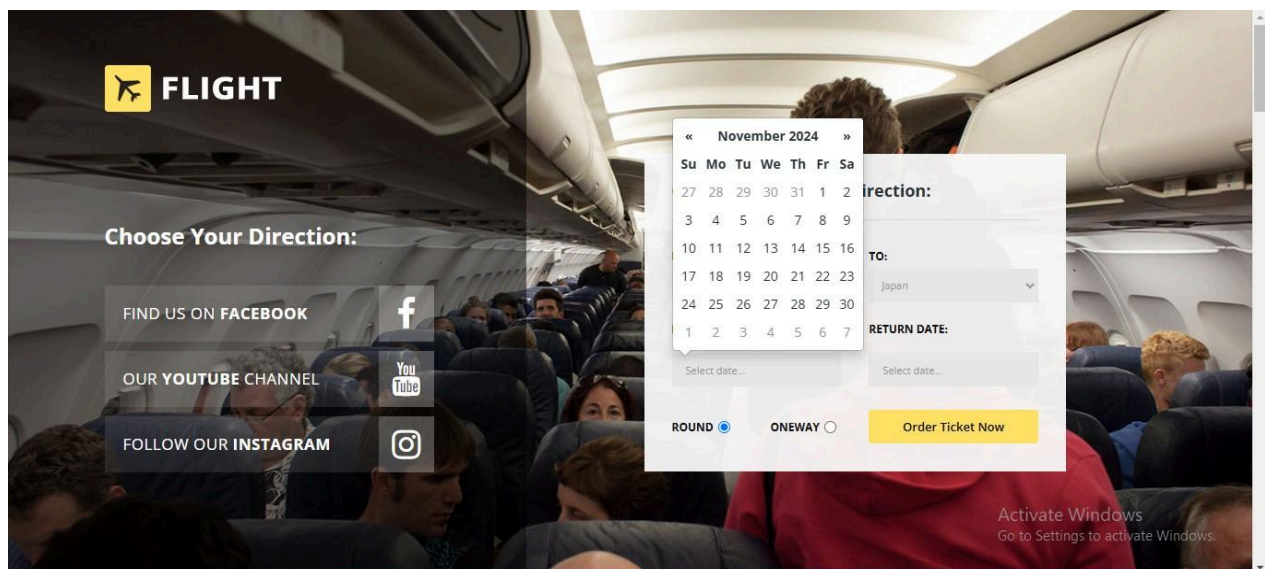 FLIGHT
Choose Your Direction:
FIND US ON FACEBOOK
OUR YOUTUBE CHANNEL
You
Tube
FOLLOW OUR INSTAGRAM
« November 2024 »
Su Mo Tu We Th Fr Sa
27 28 29 30 31 1 2
3 4 5 6 7 8 9
10 11 12 13 14 15 16
17 18 19 20 21 22 23
24 25 26 27 28 29 30
1 2 3 4 5 6 7
irection:
TO:
Japan
RETURN DATE:
Select date...
Select date...
ROUND ONEWAY
Order Ticket Now
Activate Windows
Go to Settings to activate Windows.